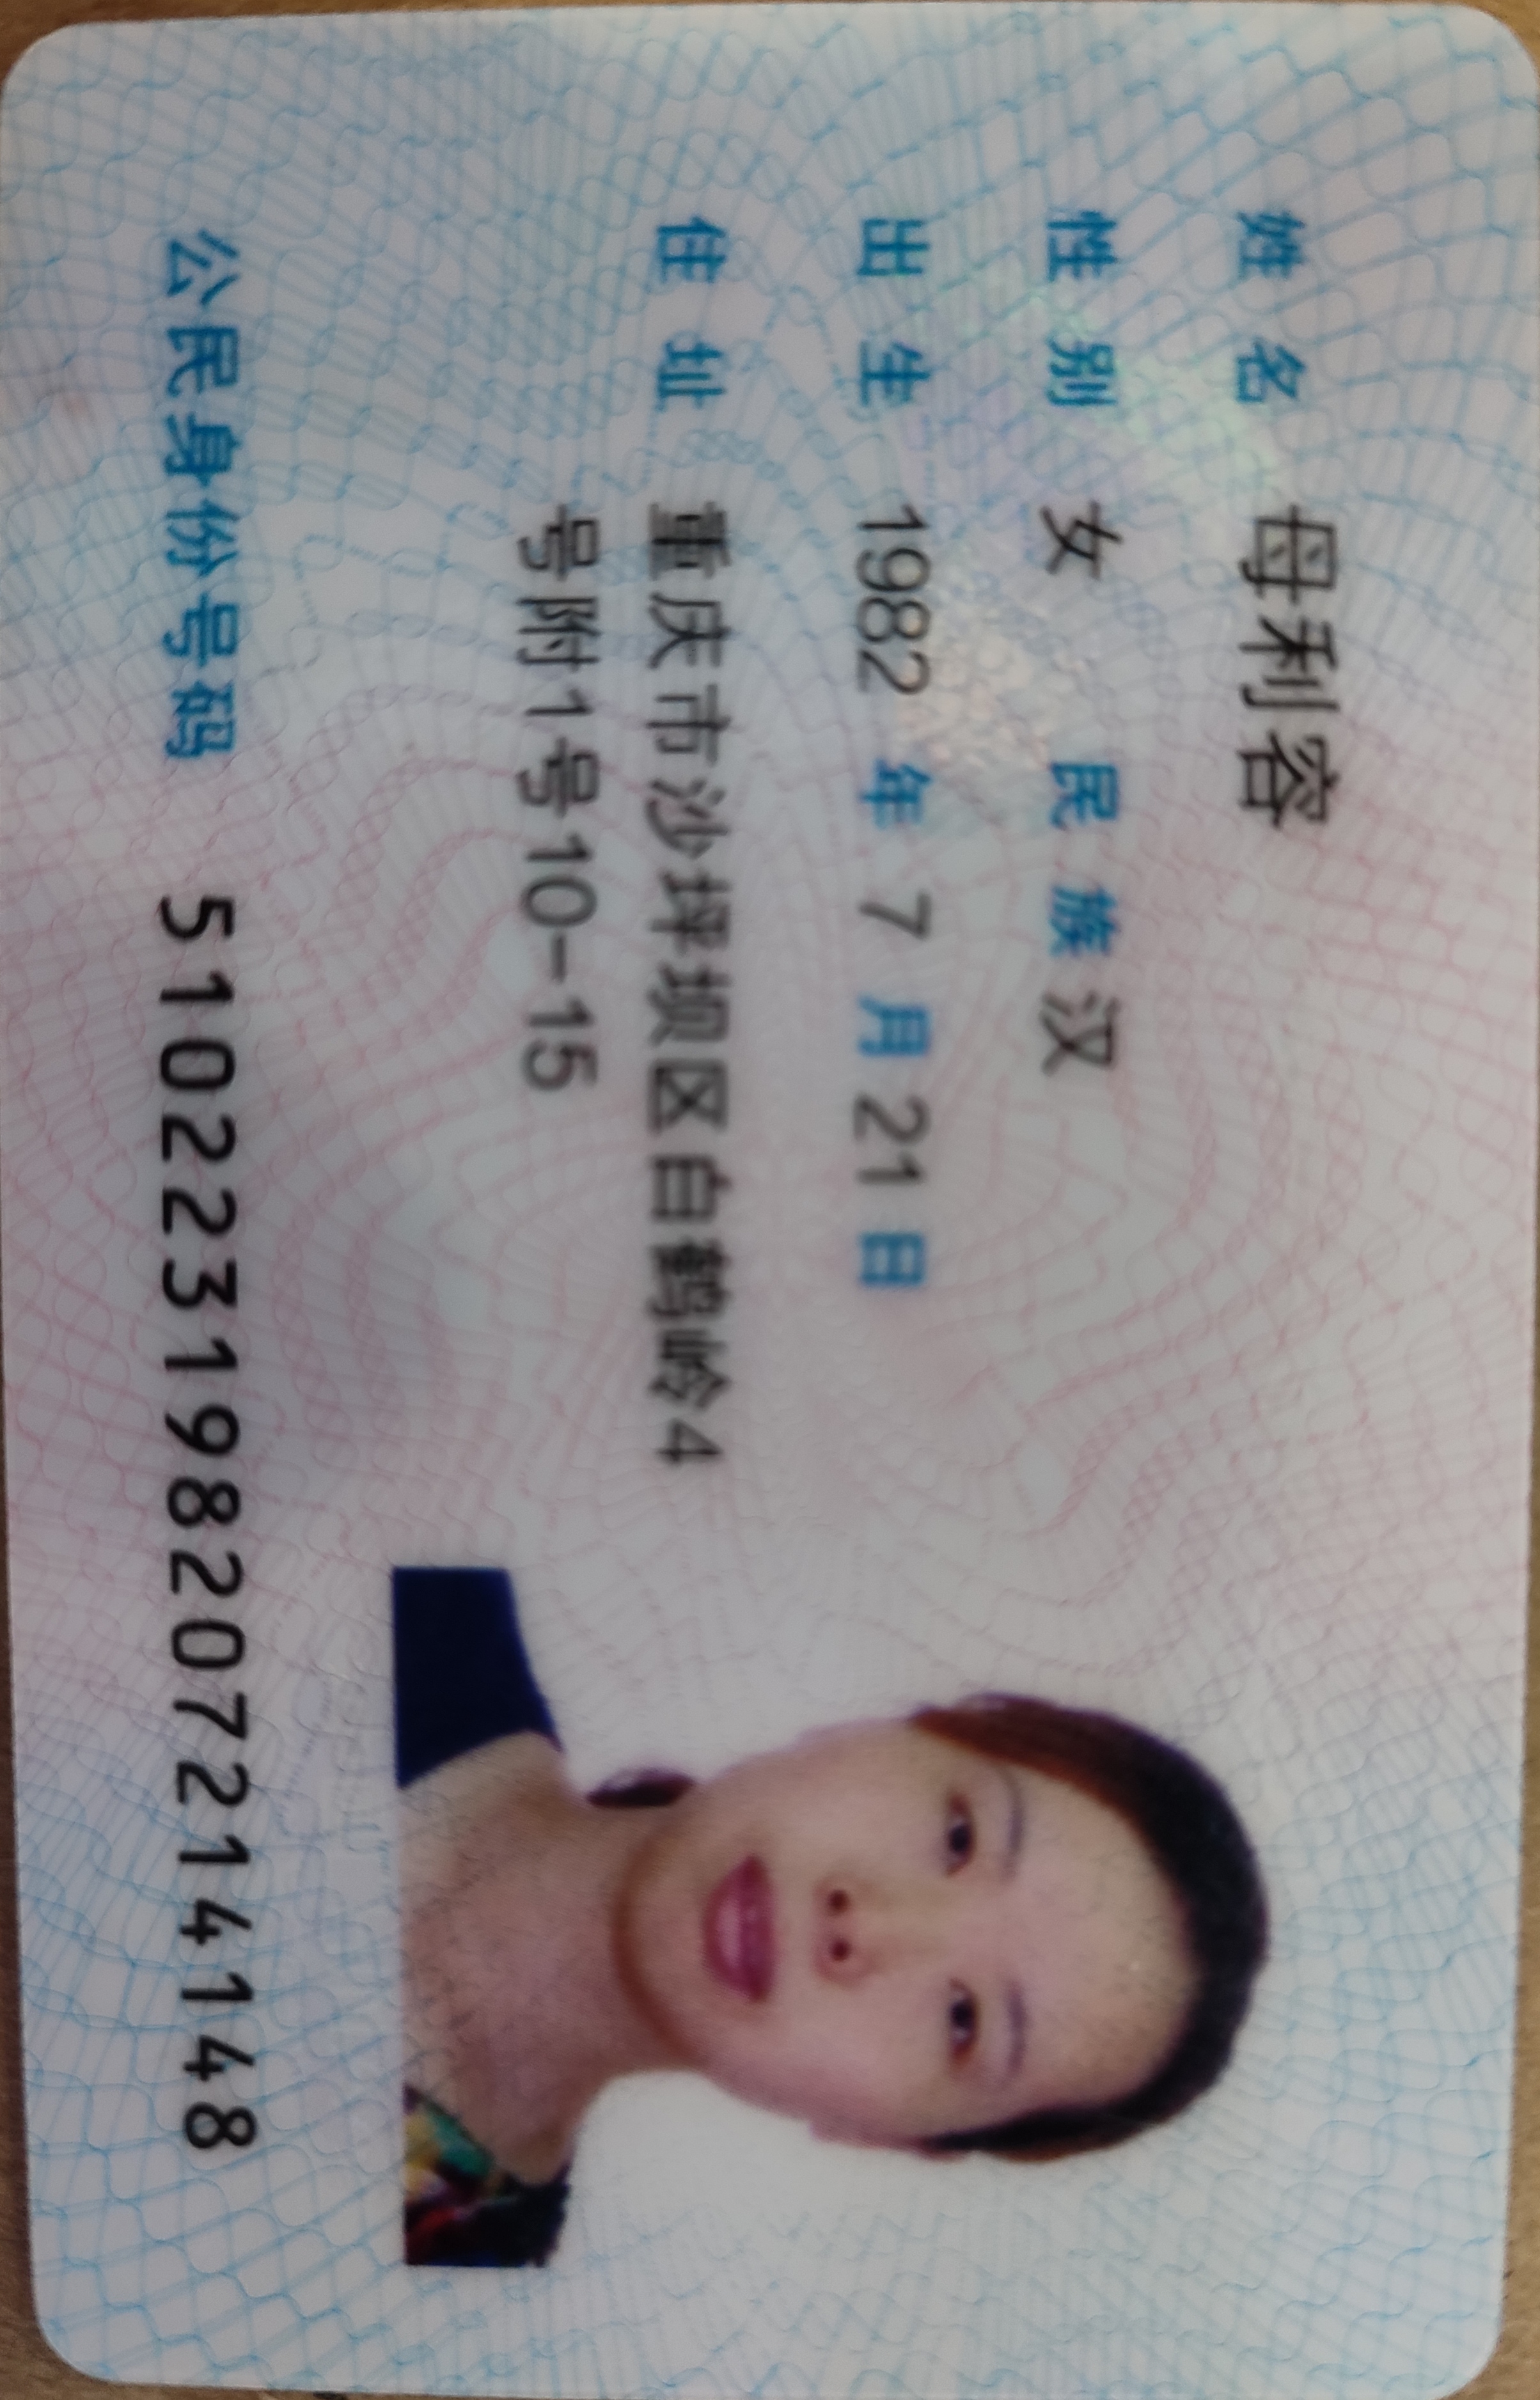 姓名 母利容
性别 女 民族 汉
出生 1982 年 7 月 21 日
住址 重庆市沙坪坝区白鹤岭4
号附1号10-15
公民身份号码 510223198207214148